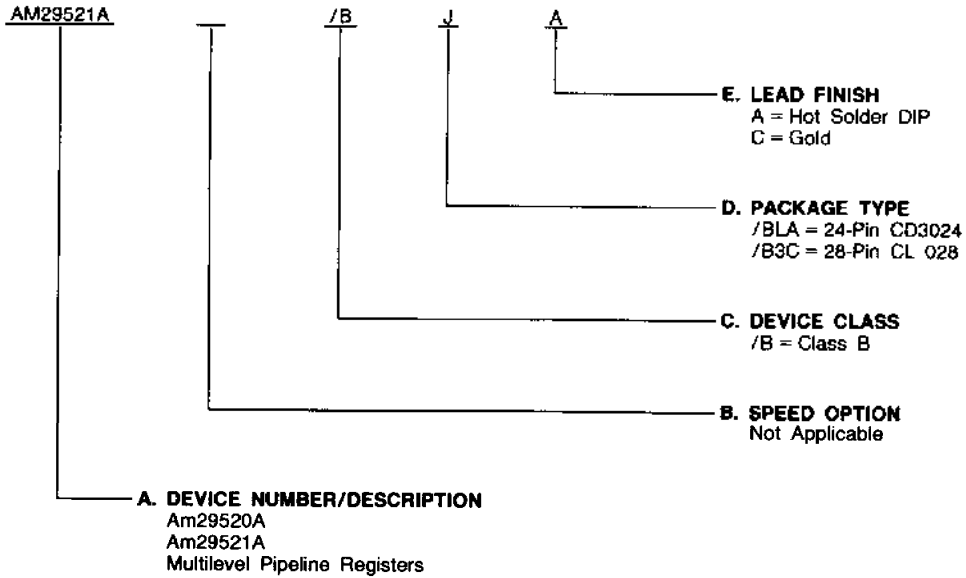 AM29521A /B J A
E. LEAD FINISH
A = Hot Solder DIP
C = Gold
D. PACKAGE TYPE
/BLA = 24-Pin CD3024
/B3C = 28-Pin CL 028
C. DEVICE CLASS
/B = Class B
B. SPEED OPTION
Not Applicable
A. DEVICE NUMBER/DESCRIPTION
Am29520A
Am29521A
Multilevel Pipeline Registers